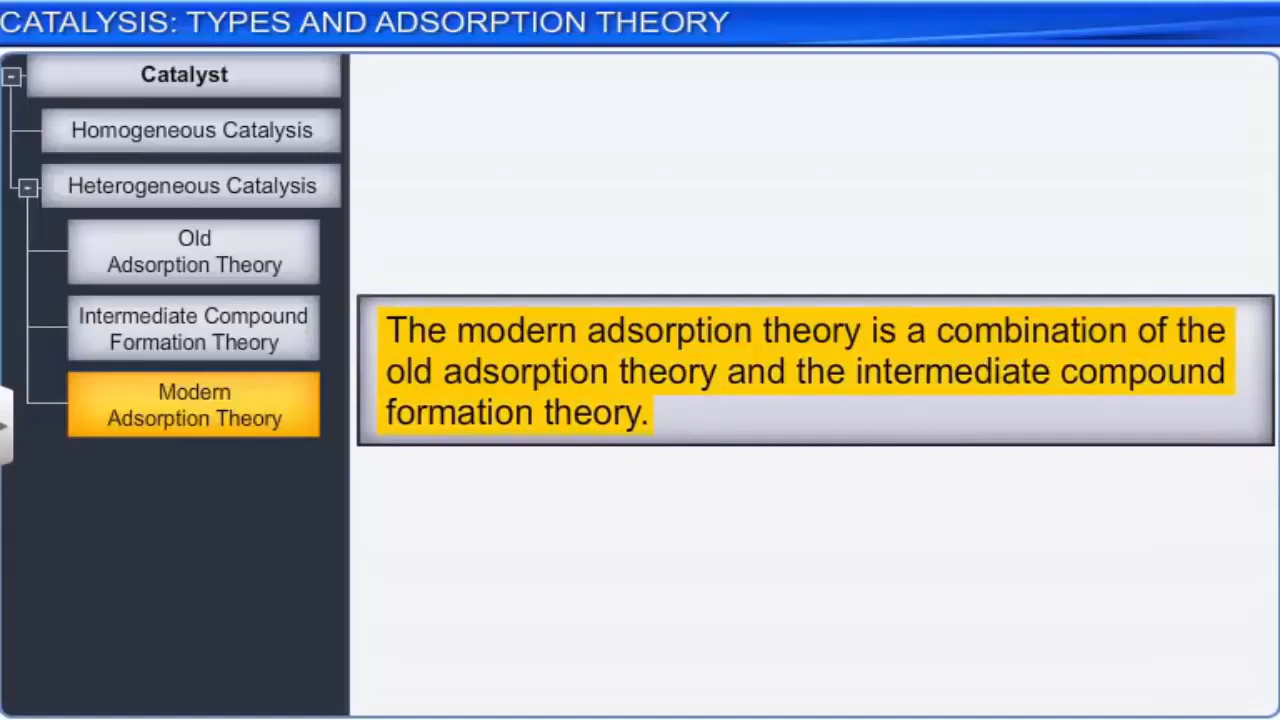 CATALYSIS: TYPES AND ADSORPTION THEORY
Catalyst
Homogeneous Catalysis
Heterogeneous Catalysis
Old
Adsorption Theory
Intermediate Compound
Formation Theory
Modern
Adsorption Theory
The modern adsorption theory is a combination of the
old adsorption theory and the intermediate compound
formation theory.